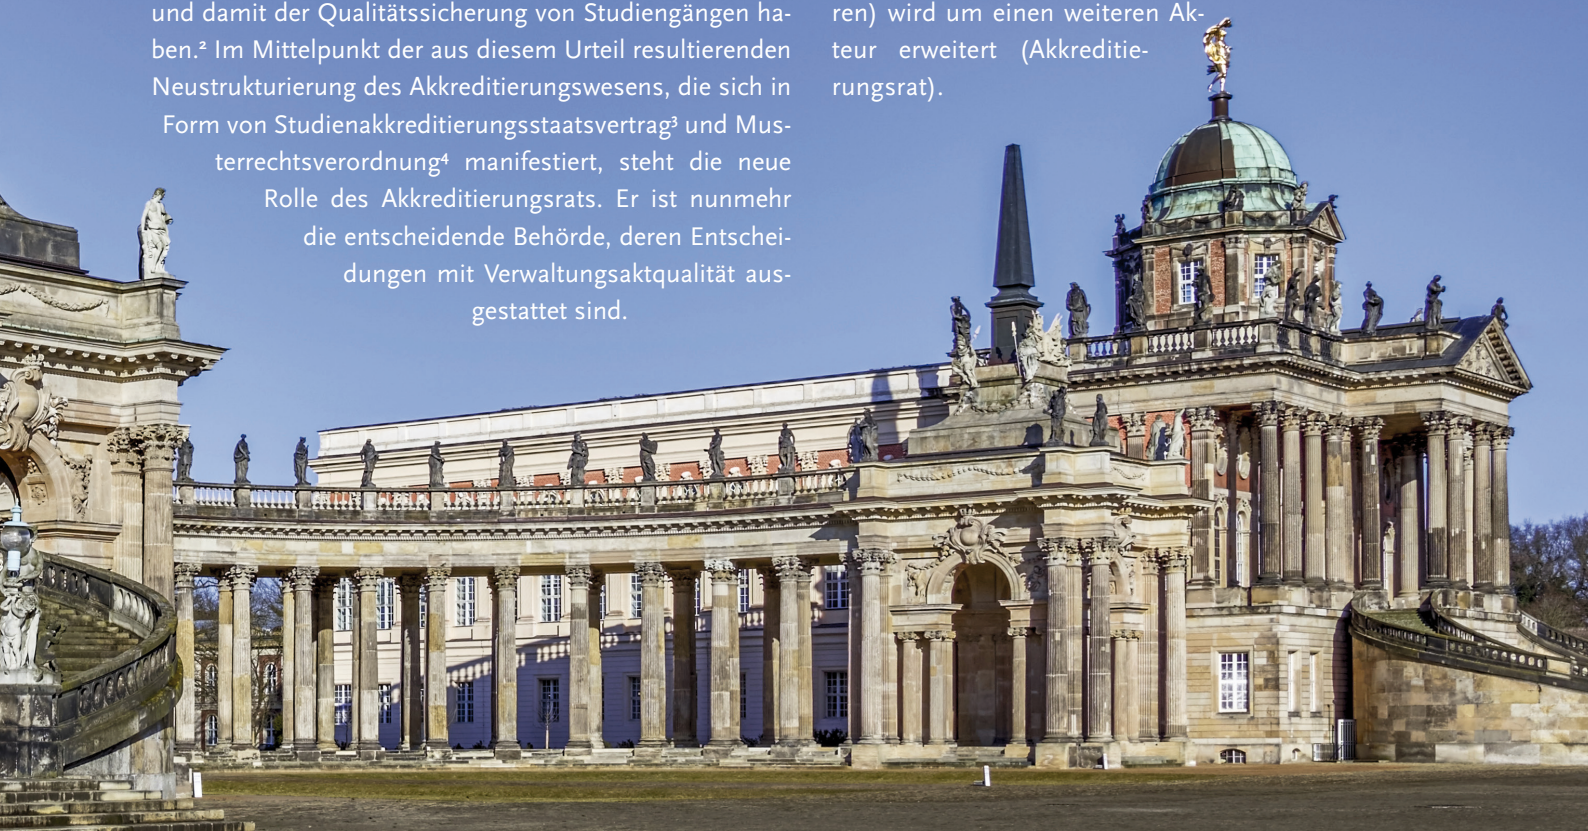 und damit der Qualitätssicherung von Studiengängen ha-
ben.² Im Mittelpunkt der aus diesem Urteil resultierenden
Neustrukturierung des Akkreditierungswesens, die sich in
Form von Studienakkreditierungsstaatsvertrag³ und Mus-
terrechtsverordnung⁴ manifestiert, steht die neue
Rolle des Akkreditierungsrats. Er ist nunmehr
die entscheidende Behörde, deren Entschei-
dungen mit Verwaltungsaktqualität aus-
gestattet sind.
ren) wird um einen weiteren Ak-
teur erweitert (Akkreditie-
rungsrat).